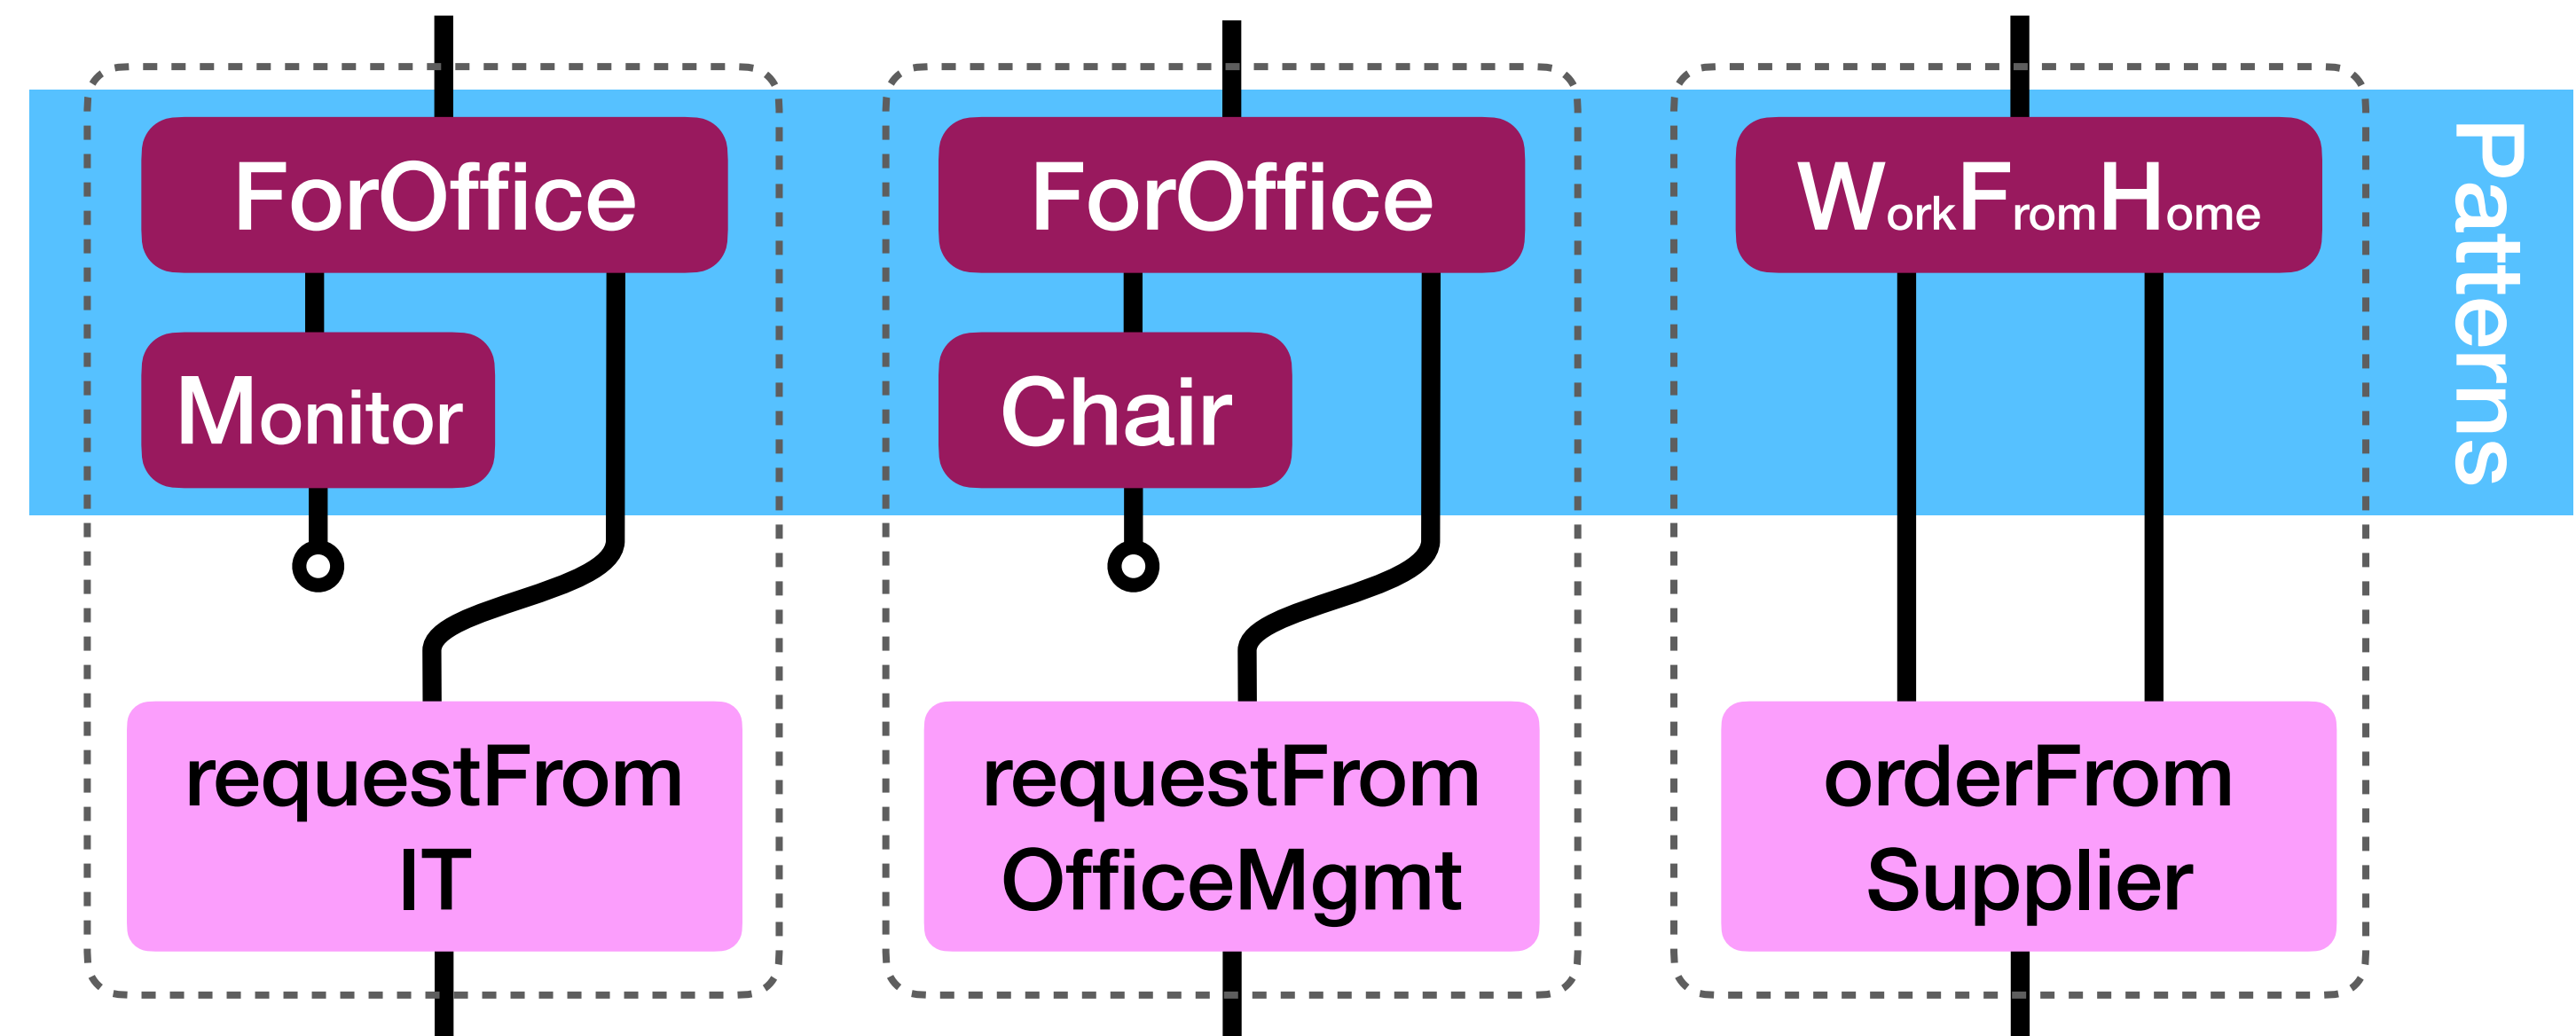 ForOffice
Monitor
requestFrom
IT
ForOffice
Chair
requestFrom
OfficeMgmt
WorkFromHome
orderFrom
Supplier
Patterns